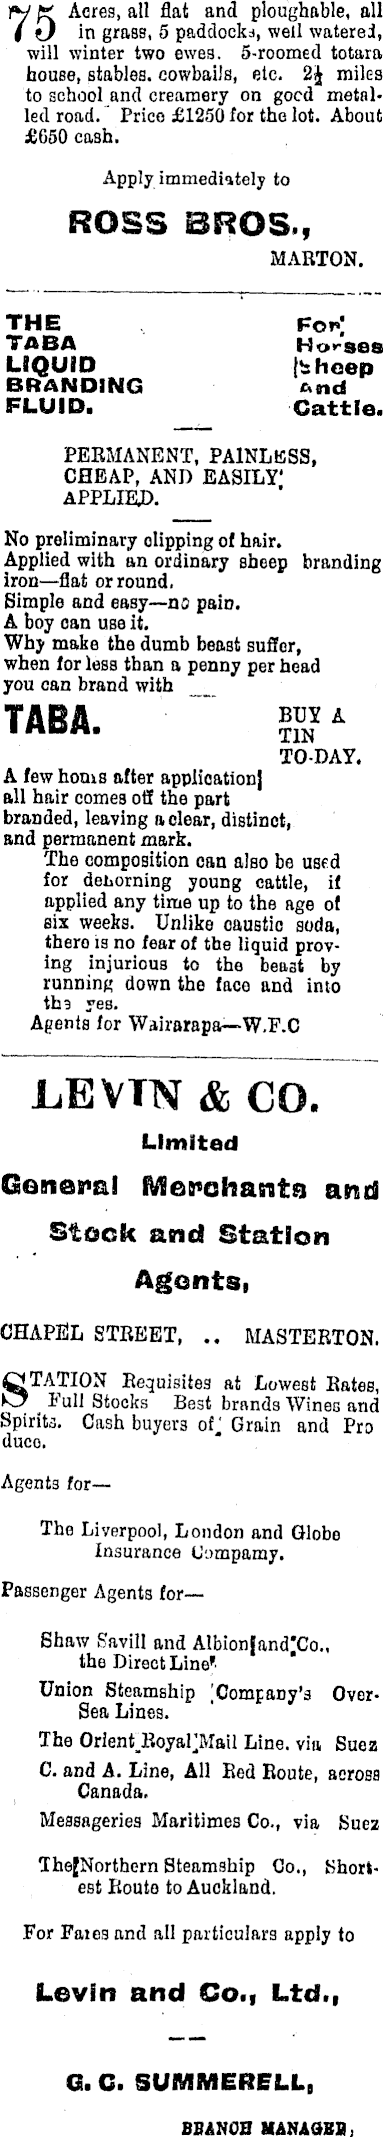 75 Acres, all flat and ploughable, all
in grass, 5 paddocks, well watered,
will winter two ewes. 5-roomed totara
house, stables, cowbails, etc. 2½ miles
to school and creamery on good metal-
led road. Price £1250 for the lot. About
£650 cash.
Apply immediately to
ROSS BROS.,
MARTON.
THE
TABA
LIQUID
BRANDING
FLUID.
For
Horses
Sheep
And
Cattle.
PERMANENT, PAINLESS,
CHEAP, AND EASILY
APPLIED.
No preliminary clipping of hair.
Applied with an ordinary sheep branding
iron—flat or round.
Simple and easy—no pain.
A boy can use it.
Why make the dumb beast suffer,
when for less than a penny per head
you can brand with
TABA.
BUY A
TIN
TO-DAY.
A few hours after application
all hair comes off the part
branded, leaving a clear, distinct,
and permanent mark.
The composition can also be used
for dehorning young cattle, if
applied any time up to the age of
six weeks. Unlike caustic soda,
there is no fear of the liquid prov-
ing injurious to the beast by
running down the face and into
the yes.
Agents for Wairarapa—W.F.C
LEVIN & CO.
Limited
General Merchants and
Stock and Station
Agents,
CHAPEL STREET, .. MASTERTON.
STATION Requisites at Lowest Rates,
Full Stocks Best brands Wines and
Spirits. Cash buyers of Grain and Pro
duce.
Agents for—
The Liverpool, London and Globe
Insurance Compamy.
Passenger Agents for—
Shaw Savill and Albion and Co.,
the Direct Line
Union Steamship Company's Over-
Sea Lines.
The Orient Royal Mail Line. via Suez
C. and A. Line, All Red Route, across
Canada.
Messageries Maritimes Co., via Suez
The Northern Steamship Co., Short-
est Route to Auckland.
For Fares and all particulars apply to
Levin and Co., Ltd.,
G. C. SUMMERELL,
BRANCH MANAGER,